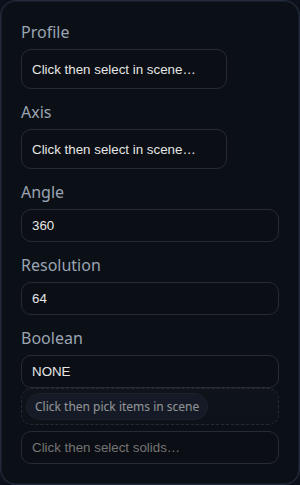 Profile
Click then select in scene…
Axis
Click then select in scene…
Angle
360
Resolution
64
Boolean
NONE
Click then pick items in scene
Click then select solids…